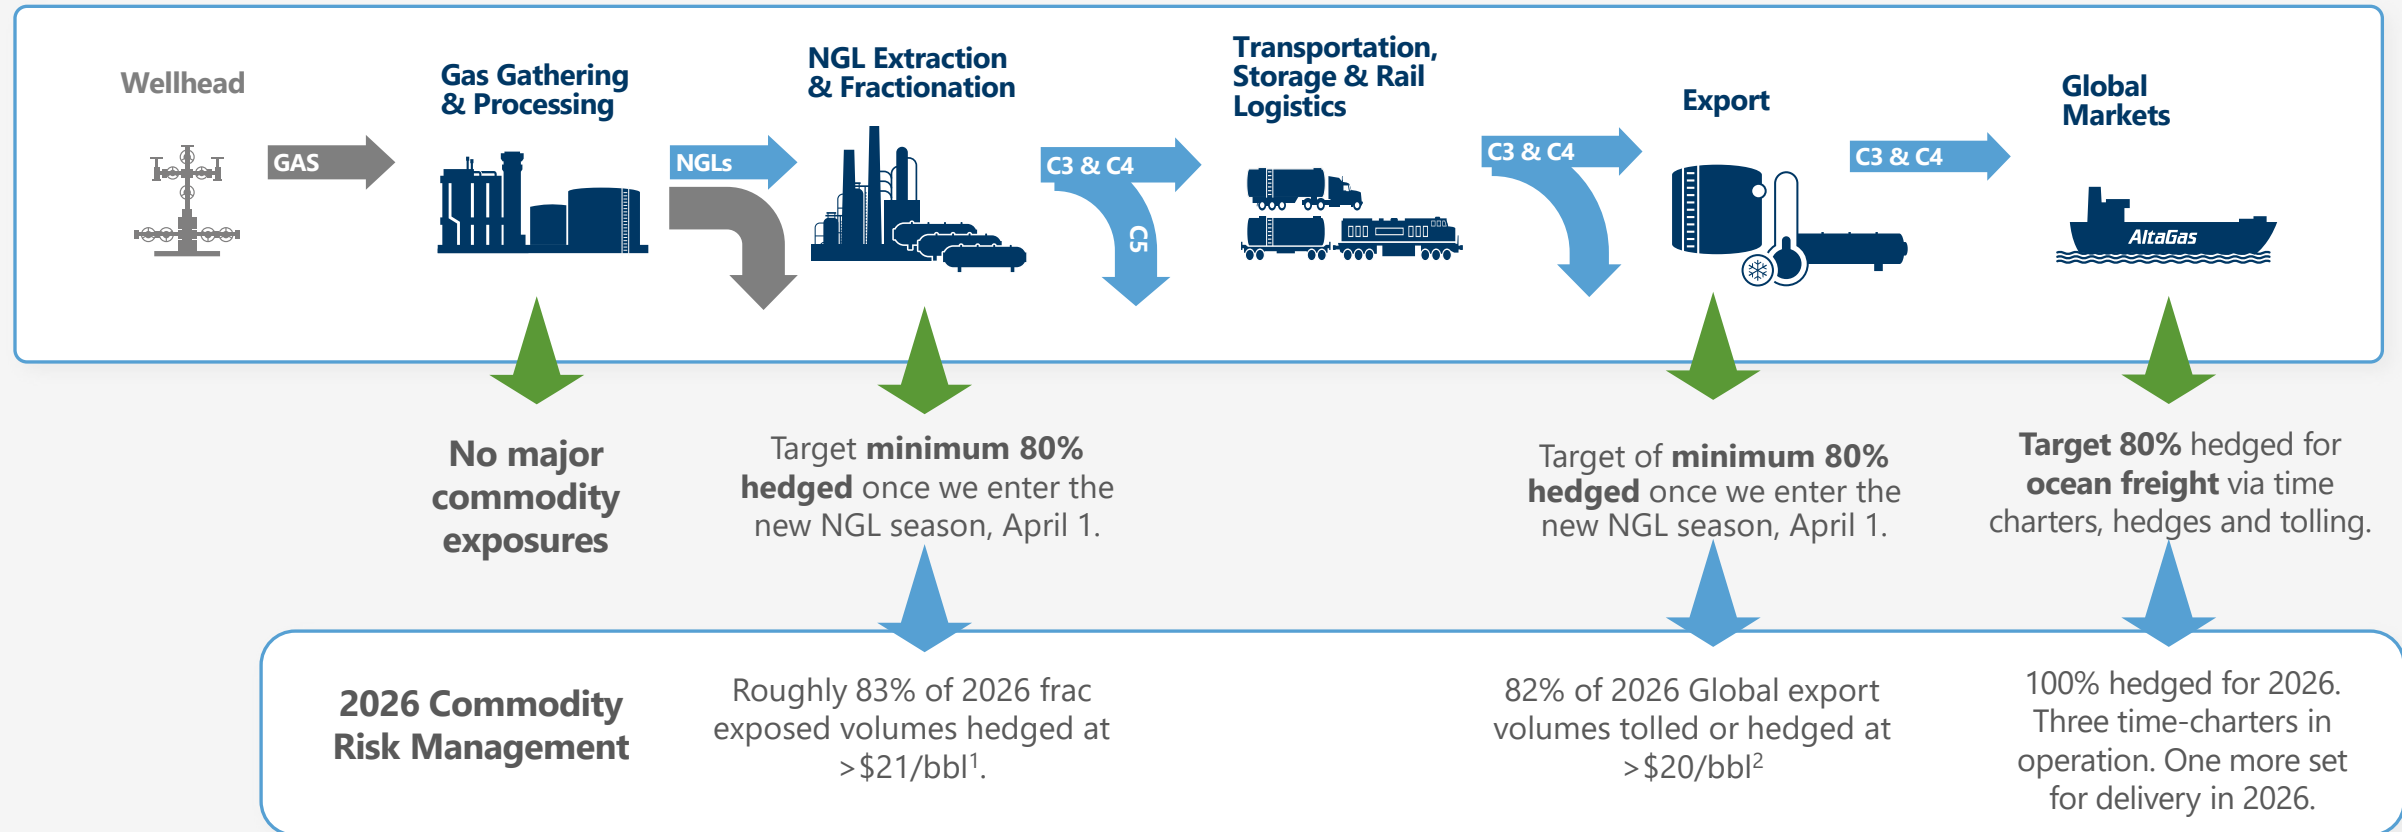 Wellhead
GAS
Gas Gathering
& Processing
NGLs
NGL Extraction
& Fractionation
C3 & C4
C5
Transportation,
Storage & Rail
Logistics
C3 & C4
Export
C3 & C4
Global
Markets
AltaGas
No major
commodity
exposures
Target minimum 80%
hedged once we enter the
new NGL season, April 1.
Target of minimum 80%
hedged once we enter the
new NGL season, April 1.
Target 80% hedged for
ocean freight via time
charters, hedges and tolling.
2026 Commodity
Risk Management
Roughly 83% of 2026 frac
exposed volumes hedged at
>$21/bbl¹.
82% of 2026 Global export
volumes tolled or hedged at
>$20/bbl²
100% hedged for 2026.
Three time-charters in
operation. One more set
for delivery in 2026.